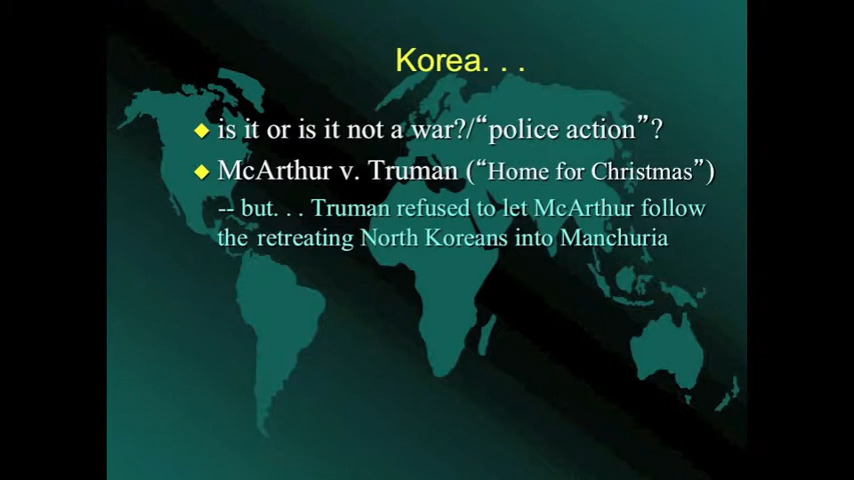 Korea. . .
is it or is it not a war?/“police action”?
McArthur v. Truman (“Home for Christmas”)
-- but. . . Truman refused to let McArthur follow
the retreating North Koreans into Manchuria